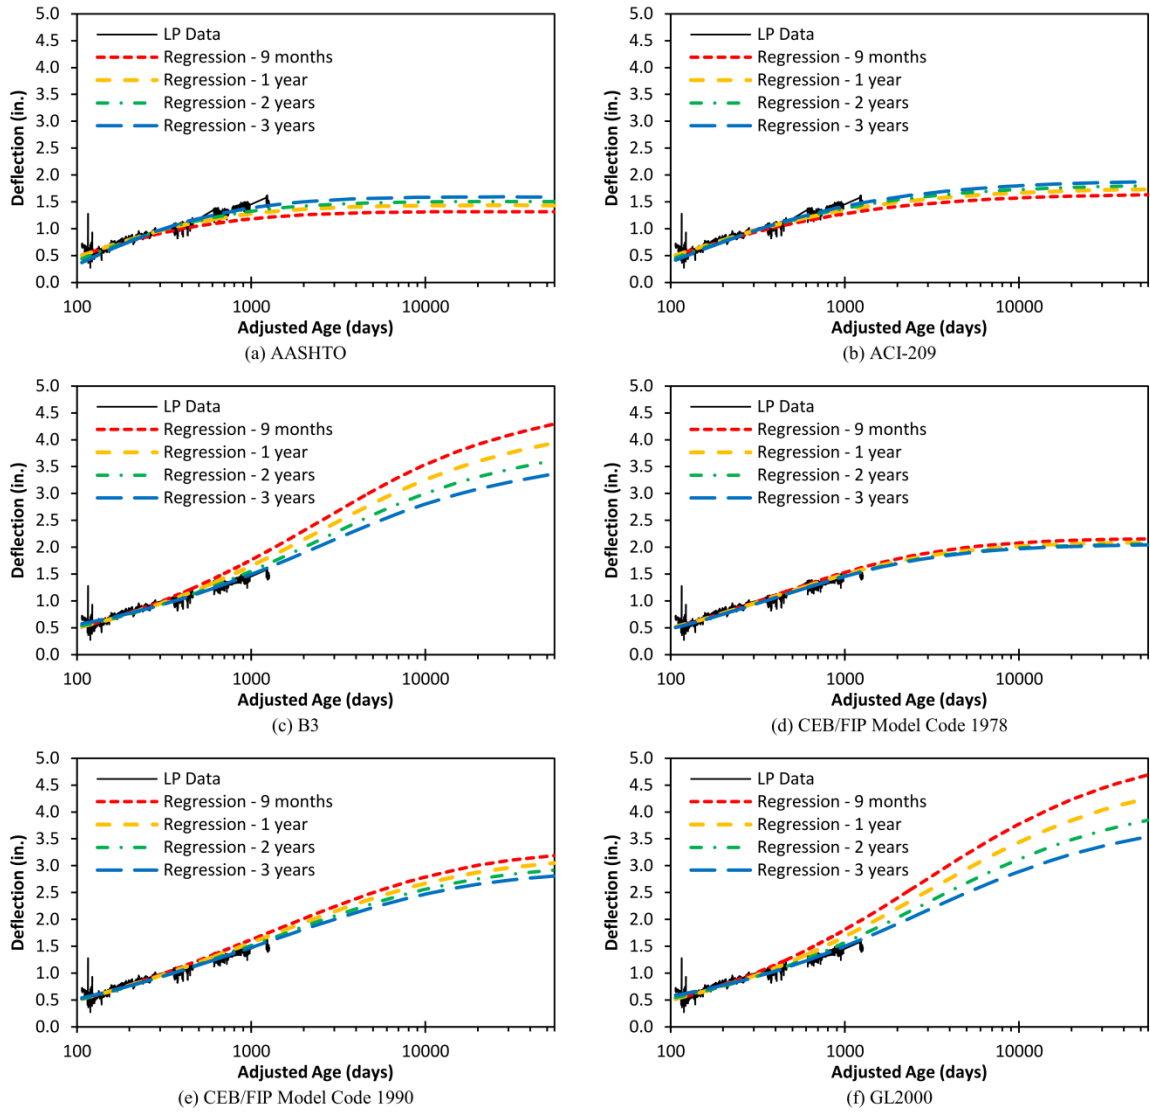 5.0
4.5
4.0
3.5
3.0
2.5
2.0
1.5
1.0
0.5
0.0
Deflection (in.)
LP Data
Regression - 9 months
Regression - 1 year
Regression - 2 years
Regression - 3 years
100
1000
10000
Adjusted Age (days)
(a) AASHTO
5.0
4.5
4.0
3.5
3.0
2.5
2.0
1.5
1.0
0.5
0.0
Deflection (in.)
LP Data
Regression - 9 months
Regression - 1 year
Regression - 2 years
Regression - 3 years
100
1000
10000
Adjusted Age (days)
(b) ACI-209
5.0
4.5
4.0
3.5
3.0
2.5
2.0
1.5
1.0
0.5
0.0
Deflection (in.)
LP Data
Regression - 9 months
Regression - 1 year
Regression - 2 years
Regression - 3 years
100
1000
10000
Adjusted Age (days)
(c) B3
5.0
4.5
4.0
3.5
3.0
2.5
2.0
1.5
1.0
0.5
0.0
Deflection (in.)
LP Data
Regression - 9 months
Regression - 1 year
Regression - 2 years
Regression - 3 years
100
1000
10000
Adjusted Age (days)
(d) CEB/FIP Model Code 1978
5.0
4.5
4.0
3.5
3.0
2.5
2.0
1.5
1.0
0.5
0.0
Deflection (in.)
LP Data
Regression - 9 months
Regression - 1 year
Regression - 2 years
Regression - 3 years
100
1000
10000
Adjusted Age (days)
(e) CEB/FIP Model Code 1990
5.0
4.5
4.0
3.5
3.0
2.5
2.0
1.5
1.0
0.5
0.0
Deflection (in.)
LP Data
Regression - 9 months
Regression - 1 year
Regression - 2 years
Regression - 3 years
100
1000
10000
Adjusted Age (days)
(f) GL2000